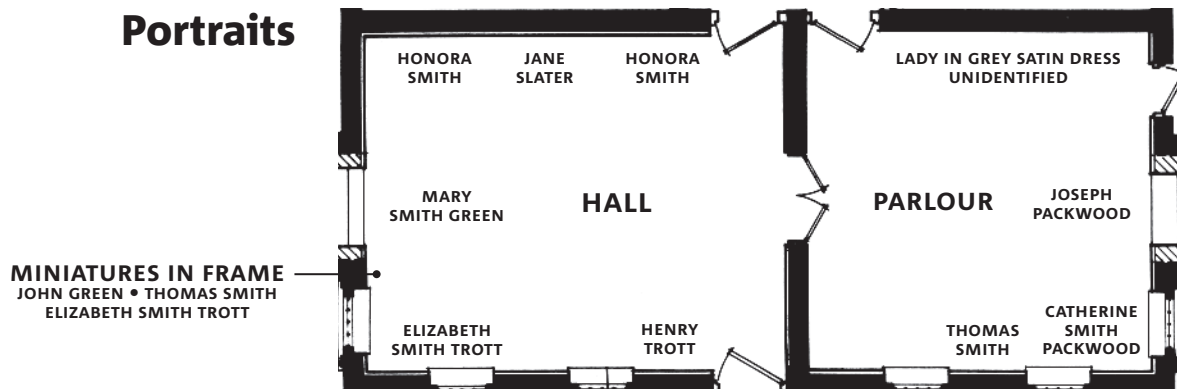 Portraits
HONORA
SMITH
JANE
SLATER
HONORA
SMITH
LADY IN GREY SATIN DRESS
UNIDENTIFIED
MARY
SMITH GREEN
HALL
PARLOUR
JOSEPH
PACKWOOD
MINIATURES IN FRAME
JOHN GREEN • THOMAS SMITH
ELIZABETH SMITH TROTT
ELIZABETH
SMITH TROTT
HENRY
TROTT
THOMAS
SMITH
CATHERINE
SMITH
PACKWOOD